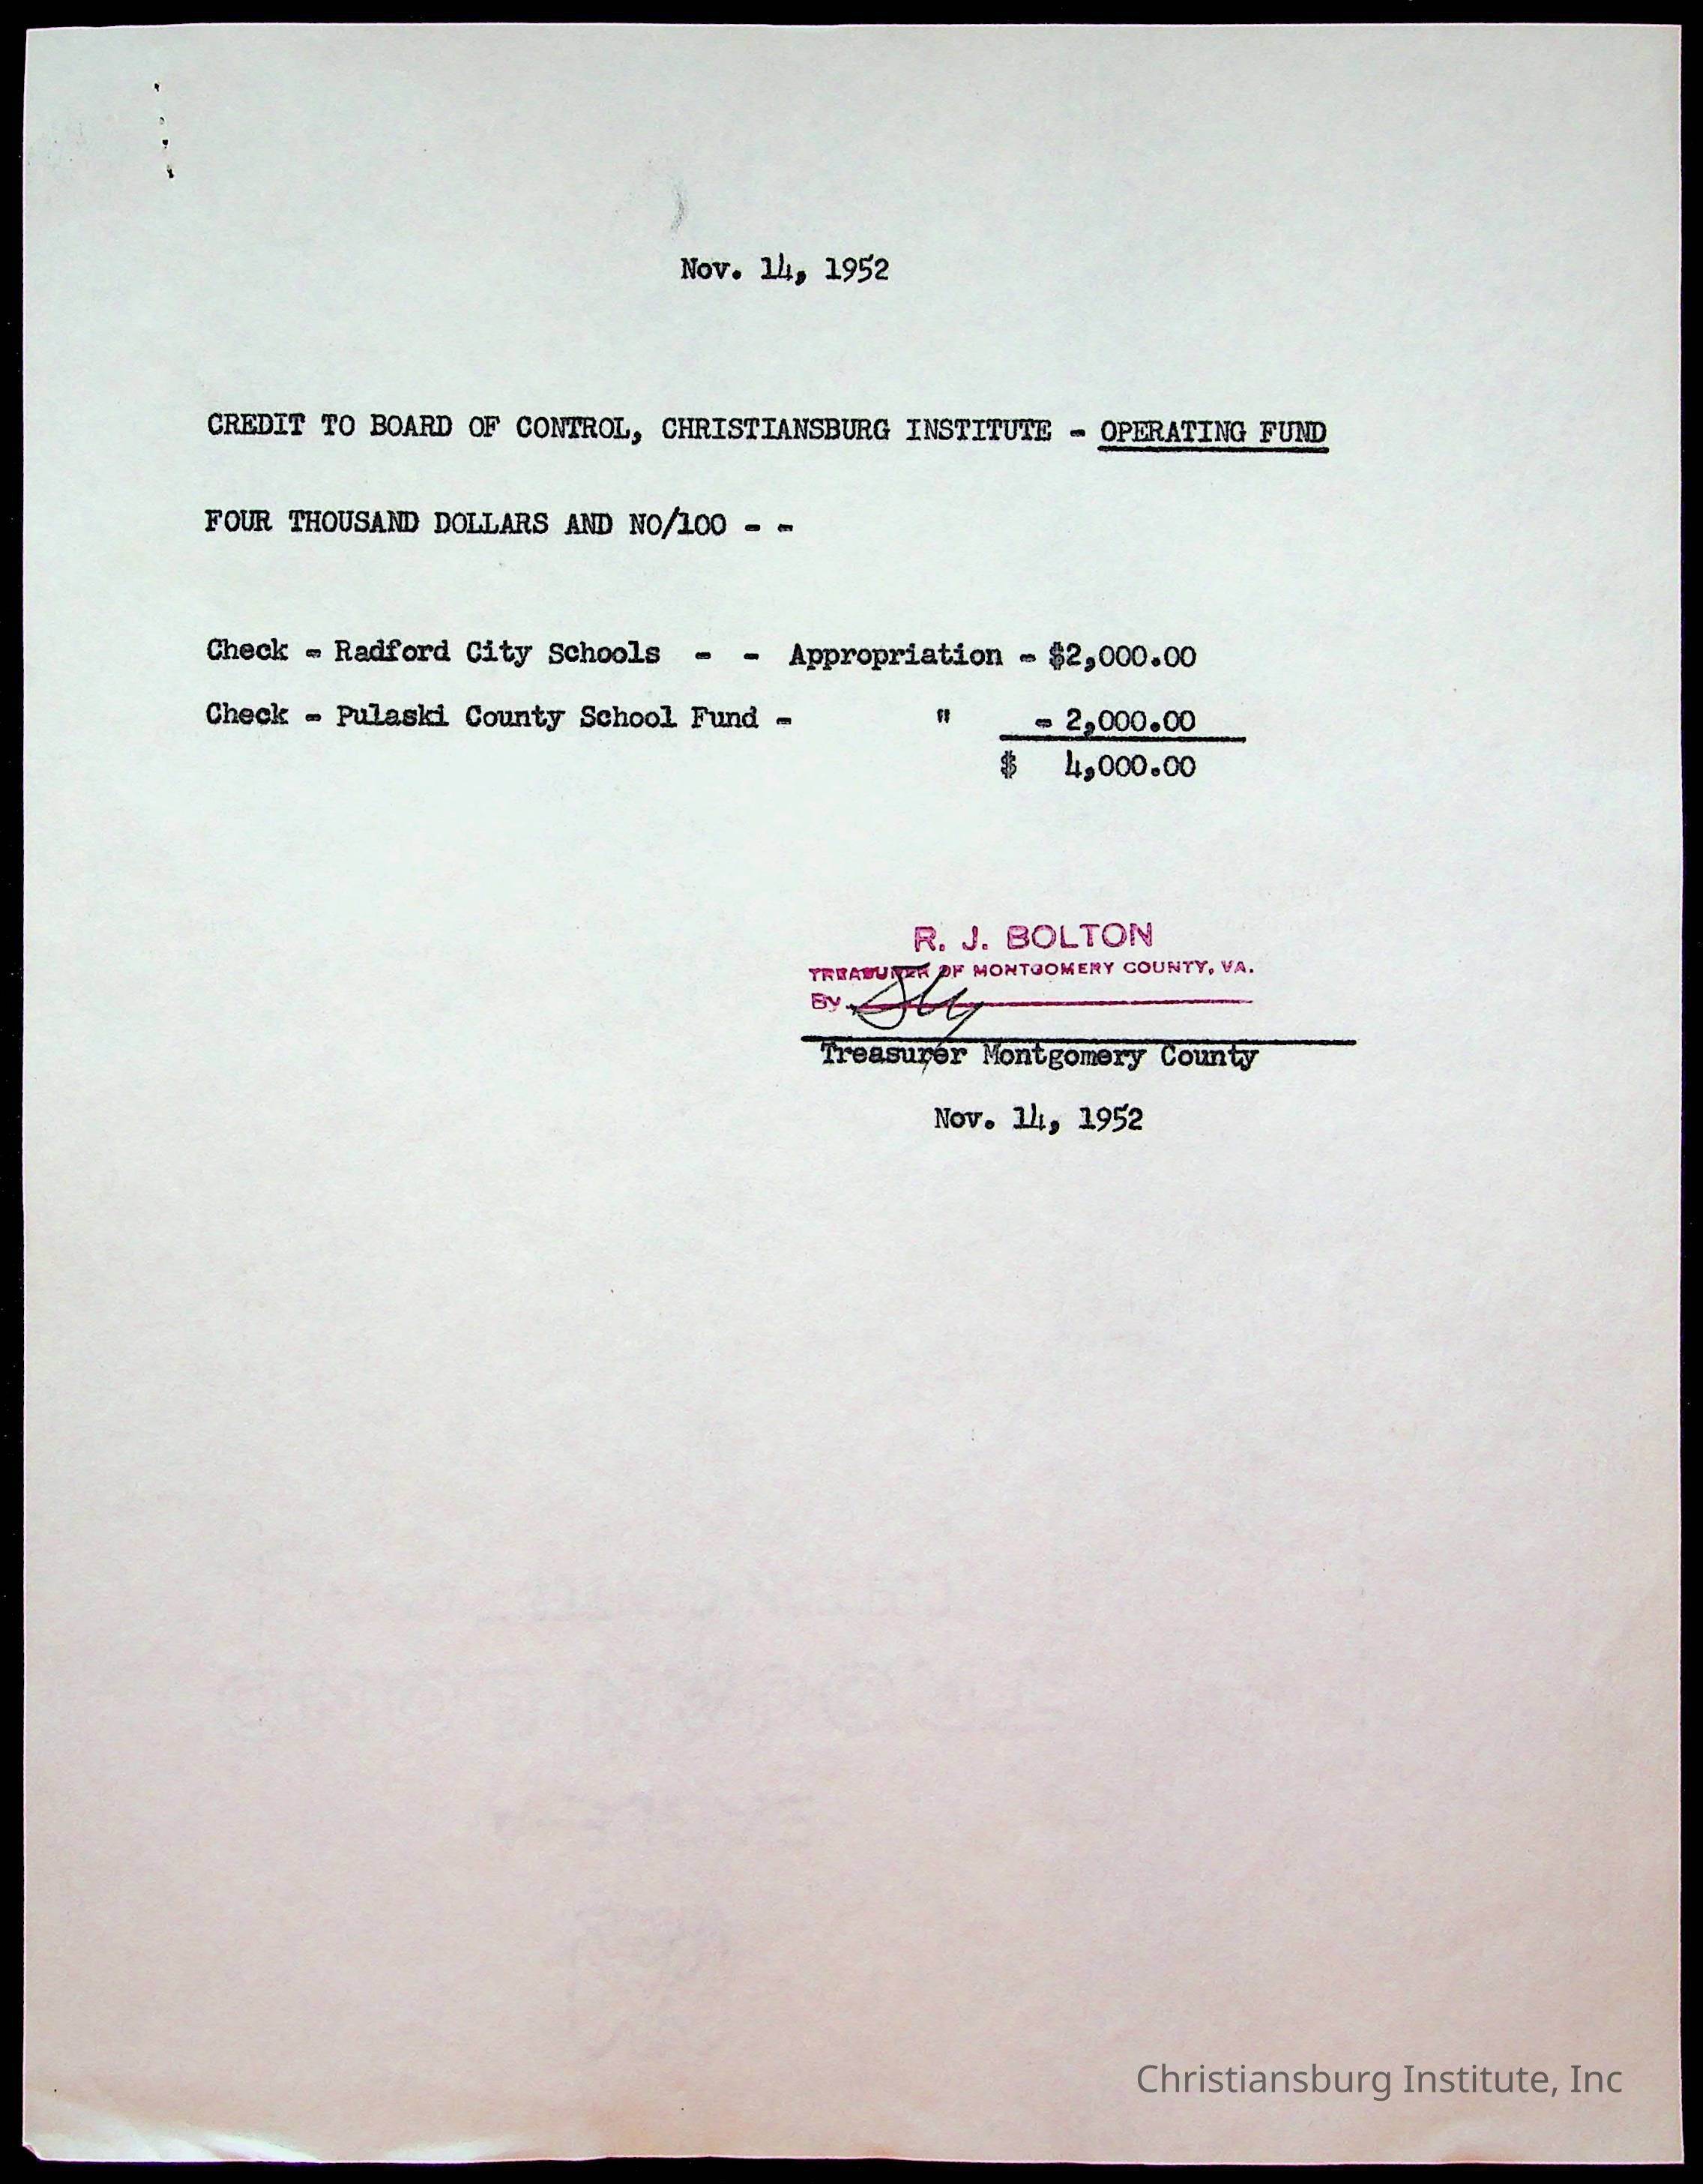 Nov. 14, 1952
CREDIT TO BOARD OF CONTROL, CHRISTIANSBURG INSTITUTE - OPERATING FUND
FOUR THOUSAND DOLLARS AND NO/100 - -
Check - Radford City Schools - - Appropriation - $2,000.00
Check - Pulaski County School Fund - " - 2,000.00
$ 4,000.00
R. J. BOLTON
TREASURER OF MONTGOMERY COUNTY, VA.
By
Treasurer Montgomery County
Nov. 14, 1952
Christiansburg Institute, Inc